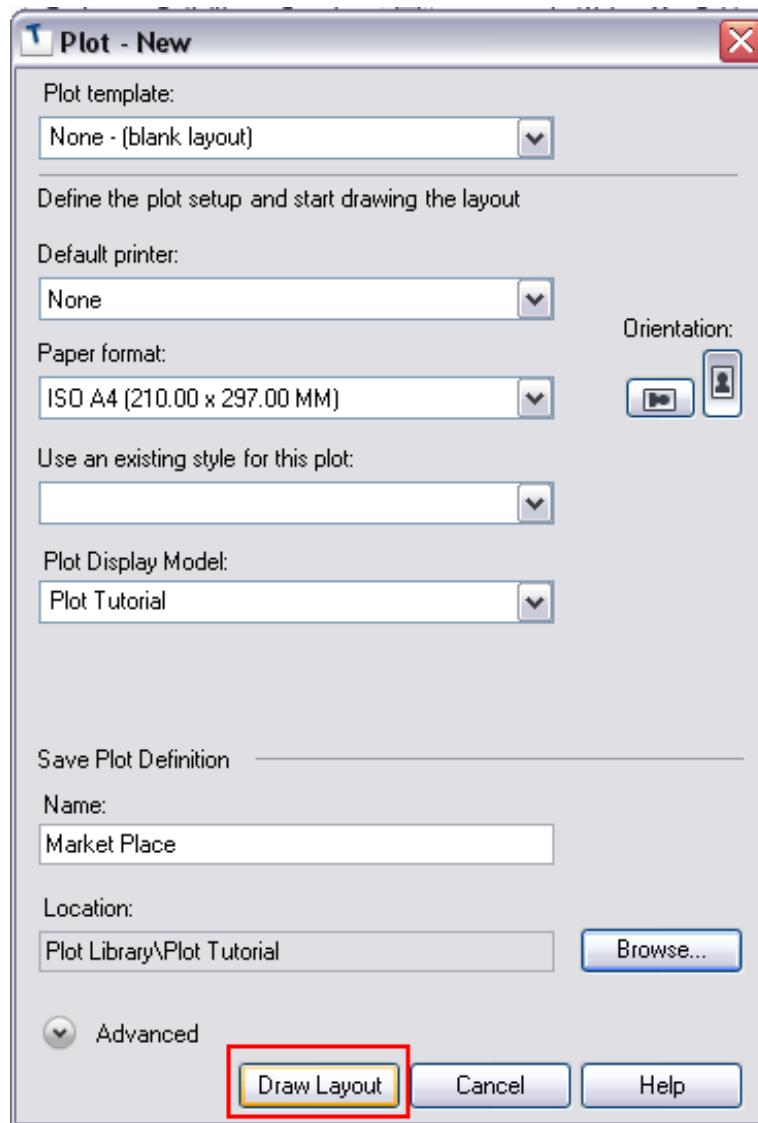 Plot - New
Plot template:
None - (blank layout)
Define the plot setup and start drawing the layout
Default printer:
None
Orientation:
Paper format:
ISO A4 (210.00 x 297.00 MM)
Use an existing style for this plot:
Plot Display Model:
Plot Tutorial
Save Plot Definition
Name:
Market Place
Location:
Plot Library\Plot Tutorial
Browse...
Advanced
Draw Layout
Cancel
Help